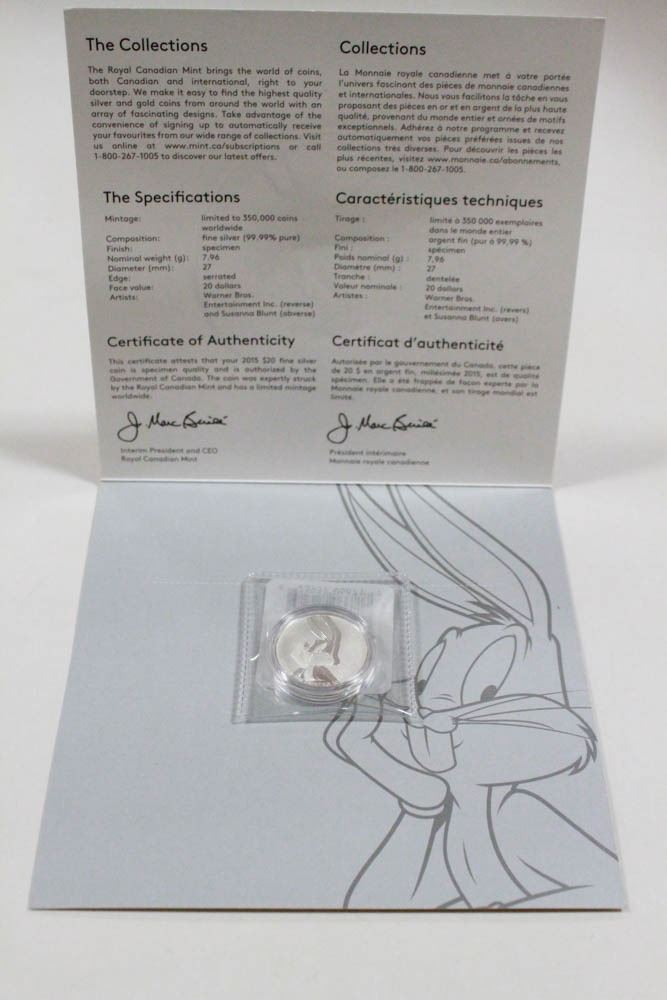 The Collections
The Royal Canadian Mint brings the world of coins,
both Canadian and international, right to your
doorstep. We make it easy to find the highest quality
silver and gold coins from around the world with an
array of fascinating designs. Take advantage of the
convenience of signing up to automatically receive
your favourites from our wide range of collections. Visit
us online at www.mint.ca/subscriptions or call
1-800-267-1005 to discover our latest offers.
The Specifications
Mintage: limited to 350,000 coins
worldwide
Composition: fine silver (99.99% pure)
Finish: specimen
Nominal weight (g): 7.96
Diameter (mm): 27
Edge: serrated
Face value: 20 dollars
Artists: Warner Bros.
Entertainment Inc. (reverse)
and Susanna Blunt (obverse)
Certificate of Authenticity
This certificate attests that your 2015 $20 fine silver
coin is specimen quality and is authorized by the
Government of Canada. The coin was expertly struck
by the Royal Canadian Mint and has a limited mintage
worldwide.
Interim President and CEO
Royal Canadian Mint
Collections
La Monnaie royale canadienne met à votre portée
l'univers fascinant des pièces de monnaie canadiennes
et internationales. Nous vous facilitons la tâche en vous
proposant des pièces en or et en argent de la plus haute
qualité, provenant du monde entier et ornées de motifs
exceptionnels. Adhérez à notre programme et recevez
automatiquement vos pièces préférées issues de nos
collections très diverses. Pour découvrir les pièces les
plus récentes, visitez www.monnaie.ca/abonnements,
ou composez le 1-800-267-1005.
Caractéristiques techniques
Tirage : limité à 350 000 exemplaires
dans le monde entier
Composition : argent fin (pur à 99,99 %)
Fini : spécimen
Poids nominal (g) : 7,96
Diamètre (mm) : 27
Tranche : dentelée
Valeur nominale : 20 dollars
Artistes : Warner Bros.
Entertainment Inc. (revers)
et Susanna Blunt (avers)
Certificat d'authenticité
Autorisée par le gouvernement du Canada, cette pièce
de 20 $ en argent fin, millésimée 2015, est de qualité
spécimen. Elle a été frappée de façon experte par la
Monnaie royale canadienne, et son tirage mondial est
limité.
Président intérimaire
Monnaie royale canadienne